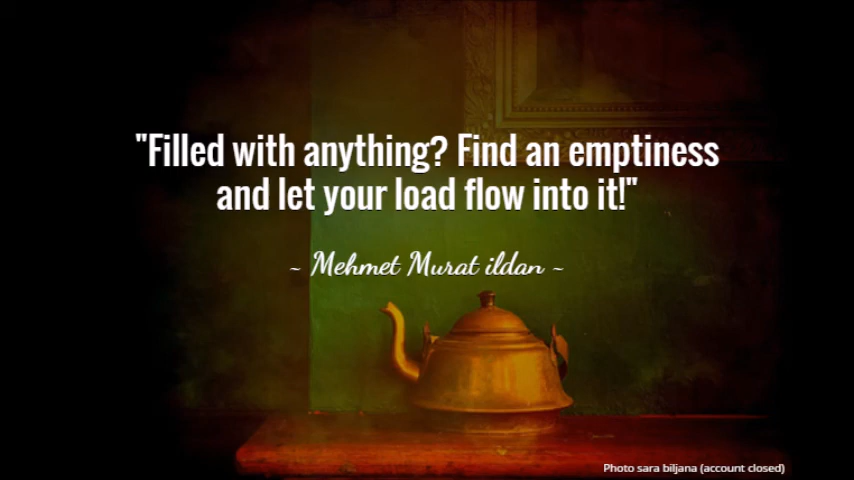 "Filled with anything? Find an emptiness
and let your load flow into it!"
~ Mehmet Murat ildan ~
Photo sara biljana (account closed)